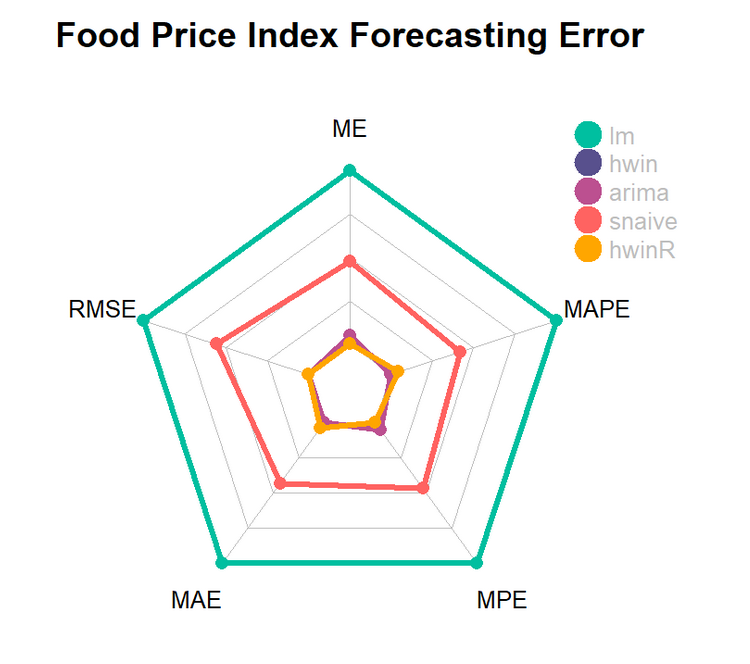 Food Price Index Forecasting Error
ME
lm
hwin
arima
snaive
hwinR
RMSE
MAPE
MAE
MPE